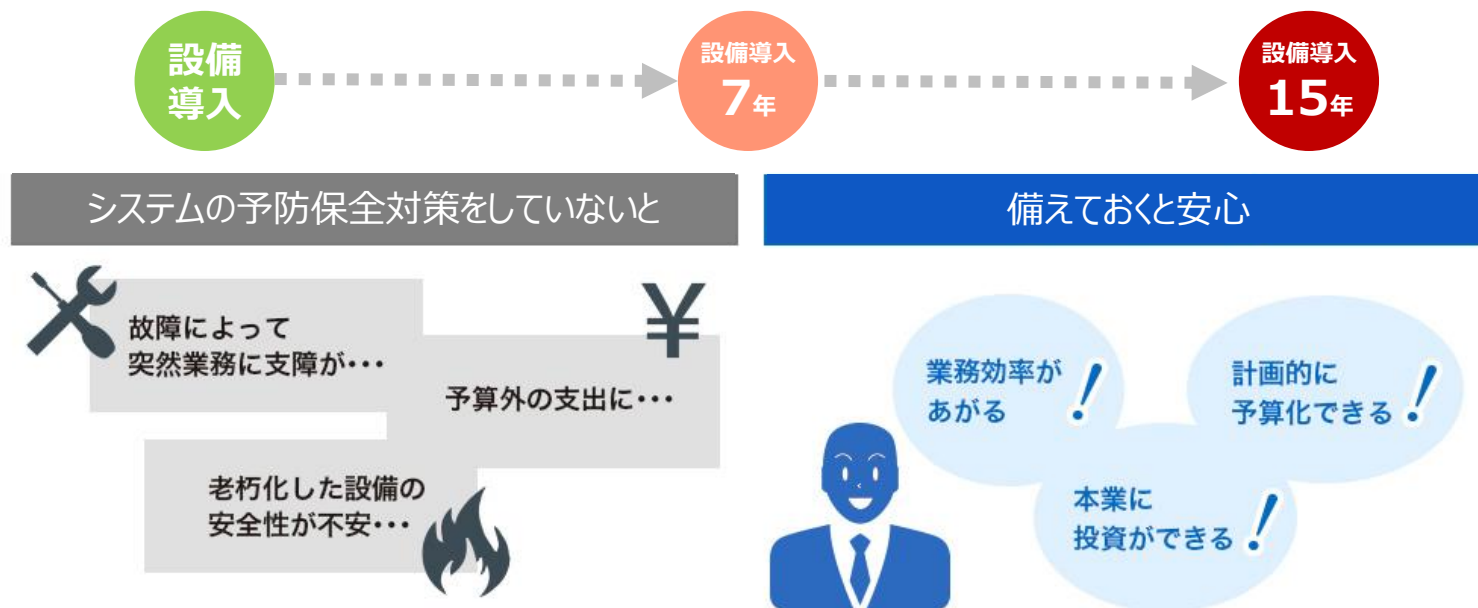 設備
導入
設備導入
7年
設備導入
15年
システムの予防保全対策をしていないと
故障によって
突然業務に支障が・・・
¥
予算外の支出に・・・
老朽化した設備の
安全性が不安・・・
備えておくと安心
業務効率が
あがる!
計画的に
予算化できる!
本業に
投資ができる!